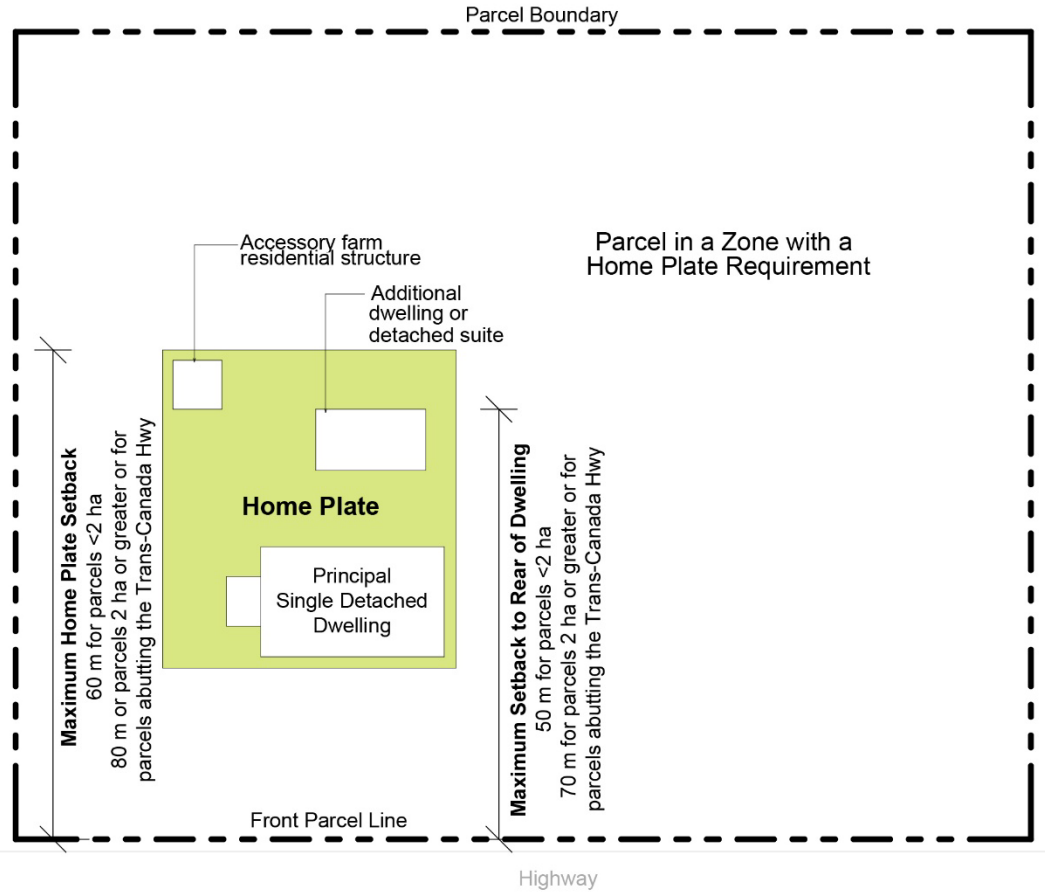 Parcel Boundary
Accessory farm
residential structure
Parcel in a Zone with a
Home Plate Requirement
Additional
dwelling or
detached suite
Maximum Home Plate Setback
60 m for parcels <2 ha
80 m or parcels 2 ha or greater or for
parcels abutting the Trans-Canada Hwy
Home Plate
Principal
Single Detached
Dwelling
Maximum Setback to Rear of Dwelling
50 m for parcels <2 ha
70 m for parcels 2 ha or greater or for
parcels abutting the Trans-Canada Hwy
Front Parcel Line
Highway